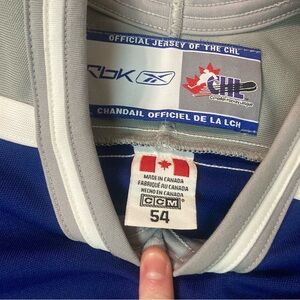 OFFICIAL JERSEY OF THE CHL
RBK
CHL
CHANDAIL OFFICIEL DE LA LCH
MADE IN CANADA
FABRIQUÉ AU CANADA
HECHO EN CANADA
CCM
54